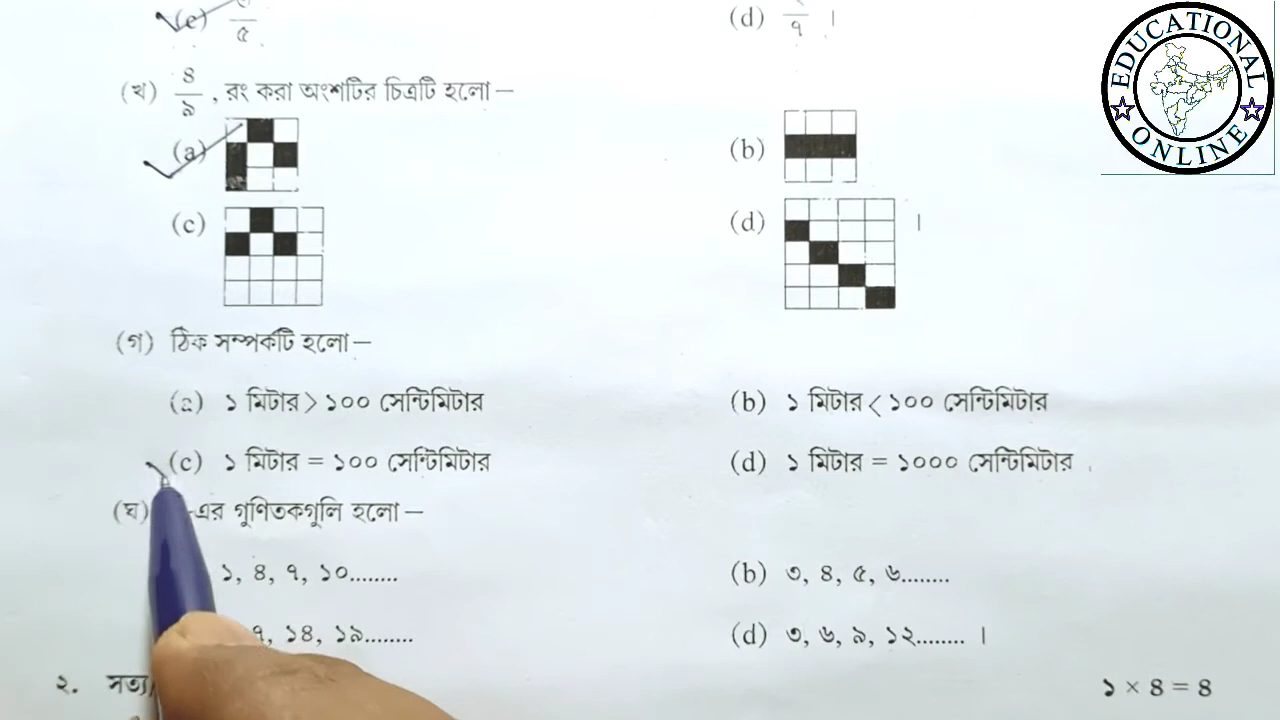 (c) ৫ (d) ৭ ।
(খ) ৪/৯ , রং করা অংশটির চিত্রটি হলো —
(a) (b)
(c) (d) ।
(গ) ঠিক সম্পর্কটি হলো —
(a) ১ মিটার > ১০০ সেন্টিমিটার (b) ১ মিটার < ১০০ সেন্টিমিটার
(c) ১ মিটার = ১০০ সেন্টিমিটার (d) ১ মিটার = ১০০০ সেন্টিমিটার .
(ঘ) -এর গুণিতকগুলি হলো —
১, ৪, ৭, ১০........ (b) ৩, ৪, ৫, ৬........
৭, ১৪, ১৯........ (d) ৩, ৬, ৯, ১২........ ।
২. ১ × ৪ = ৪
EDUCATIONAL
ONLINE